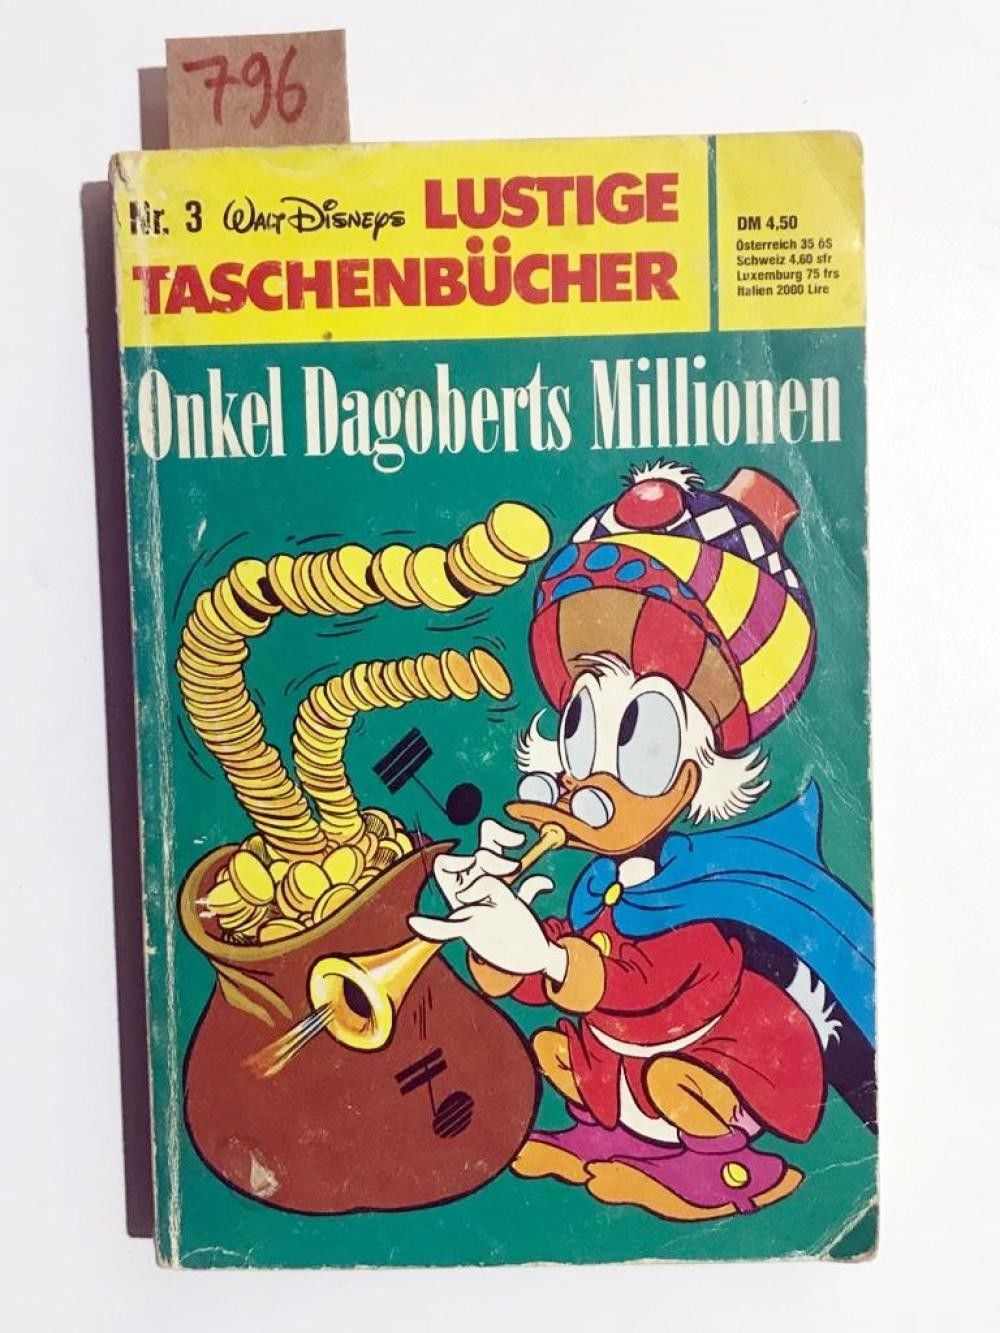 796
Nr. 3 WALT DISNEYS LUSTIGE
TASCHENBÜCHER
DM 4,50
Österreich 35 öS
Schweiz 4,60 sfr
Luxemburg 75 frs
Italien 2000 Lire
Onkel Dagoberts Millionen